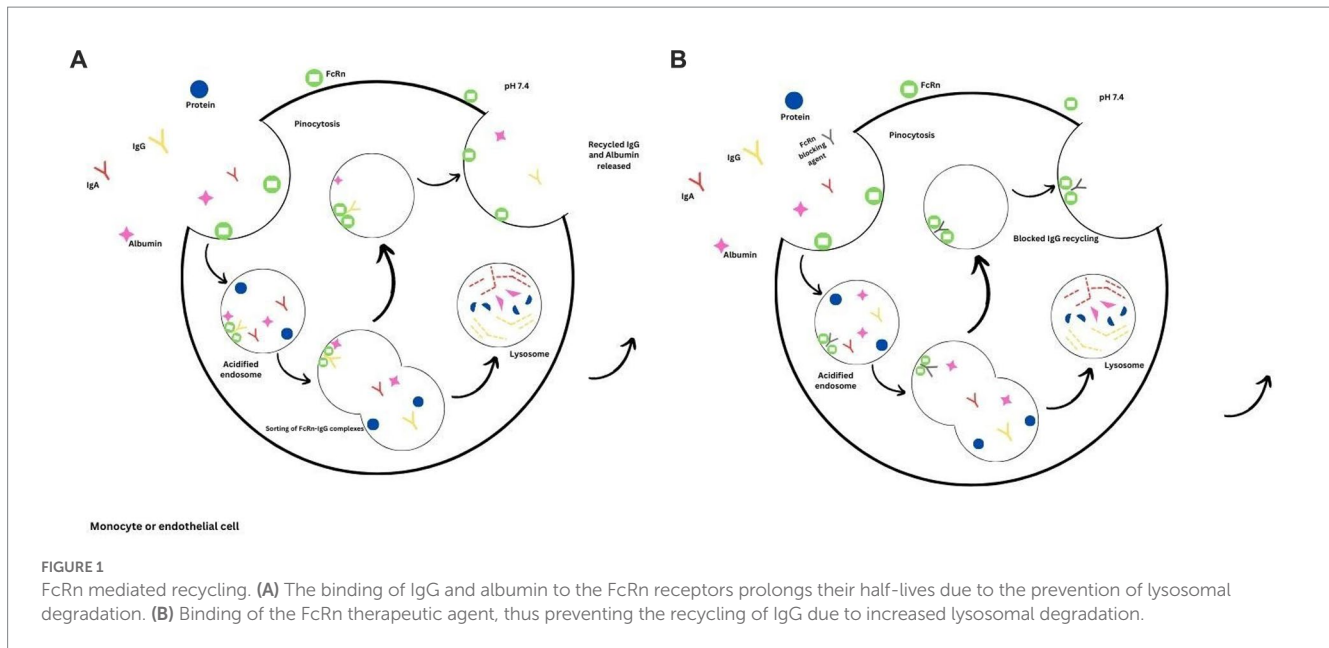 A
FcRn
Protein
pH 7.4
Pinocytosis
IgG
Recycled IgG
and Albumin
released
IgA
Albumin
Acidified
endosome
Lysosome
Sorting of FcRn-IgG complexes
Monocyte or endothelial cell
B
FcRn
Protein
pH 7.4
Pinocytosis
FcRn
blocking
agent
IgG
IgA
Albumin
Blocked IgG recycling
Acidified
endosome
Lysosome
FIGURE 1
FcRn mediated recycling. (A) The binding of IgG and albumin to the FcRn receptors prolongs their half-lives due to the prevention of lysosomal
degradation. (B) Binding of the FcRn therapeutic agent, thus preventing the recycling of IgG due to increased lysosomal degradation.